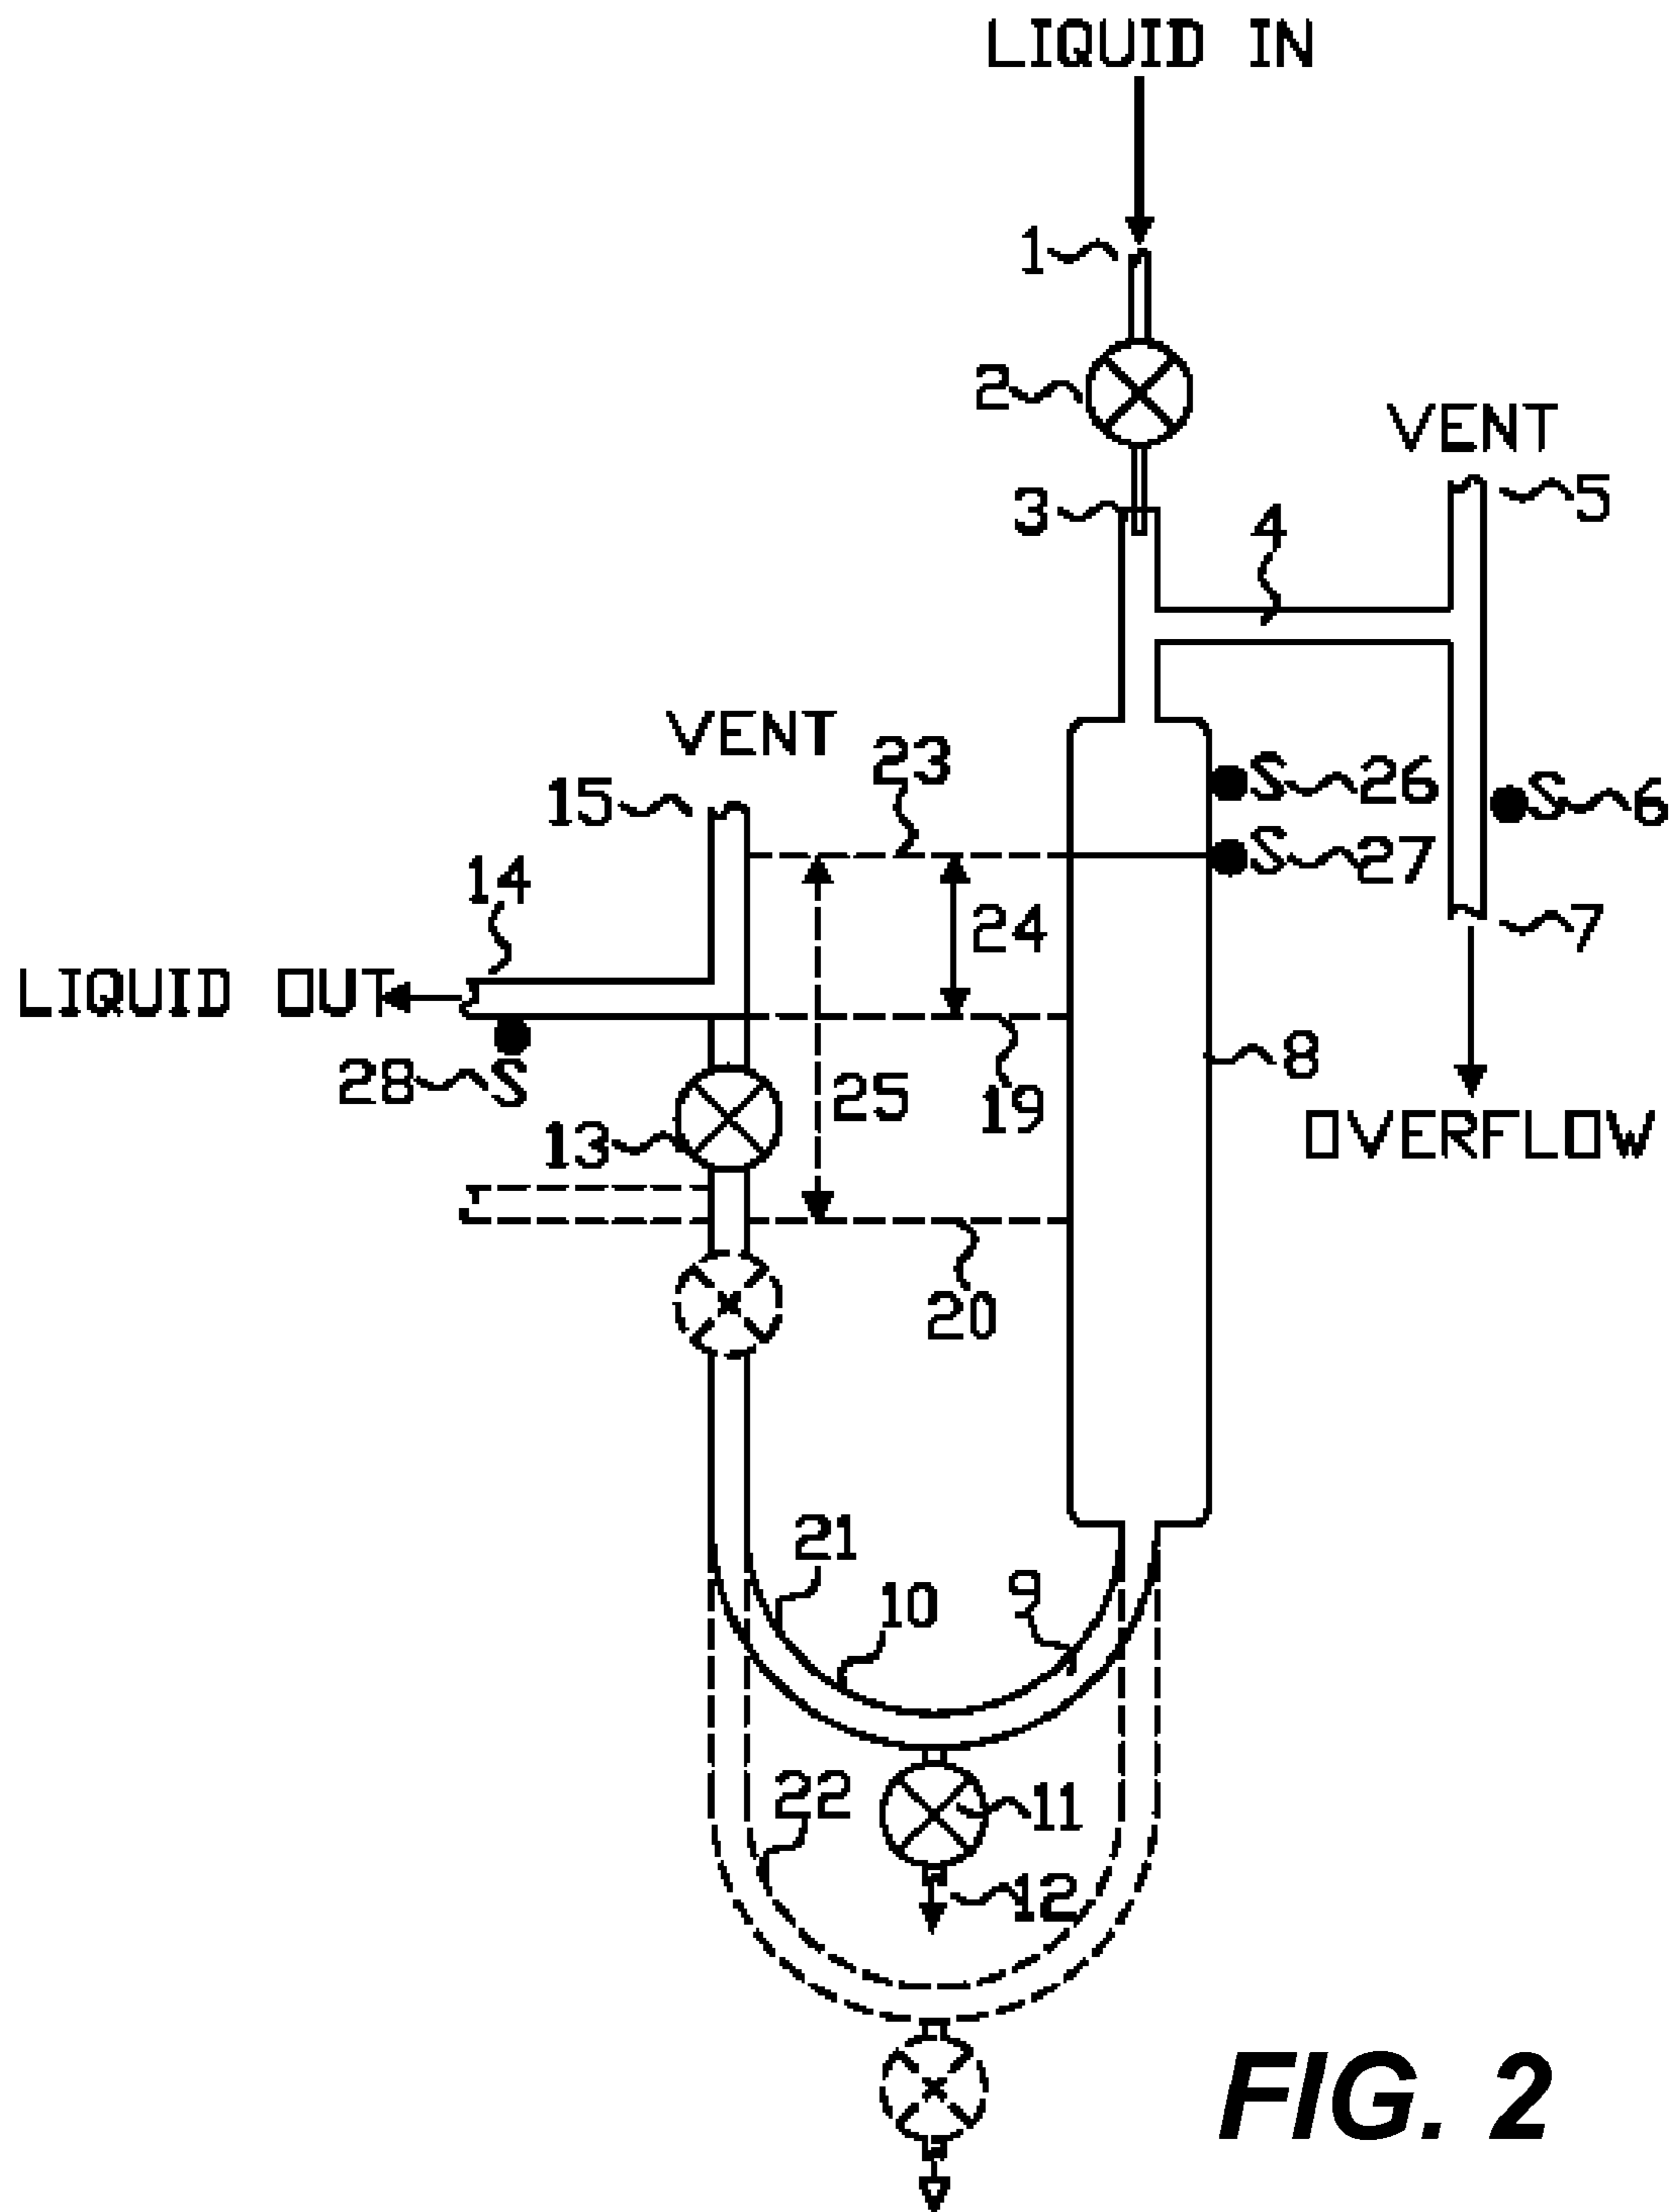 LIQUID IN
1
2
VENT
3
4
5
VENT
23
15
S 26
S 6
14
S 27
24
7
LIQUID OUT
8
28 S
25
19
13
OVERFLOW
20
21
10
9
22
11
12
FIG. 2